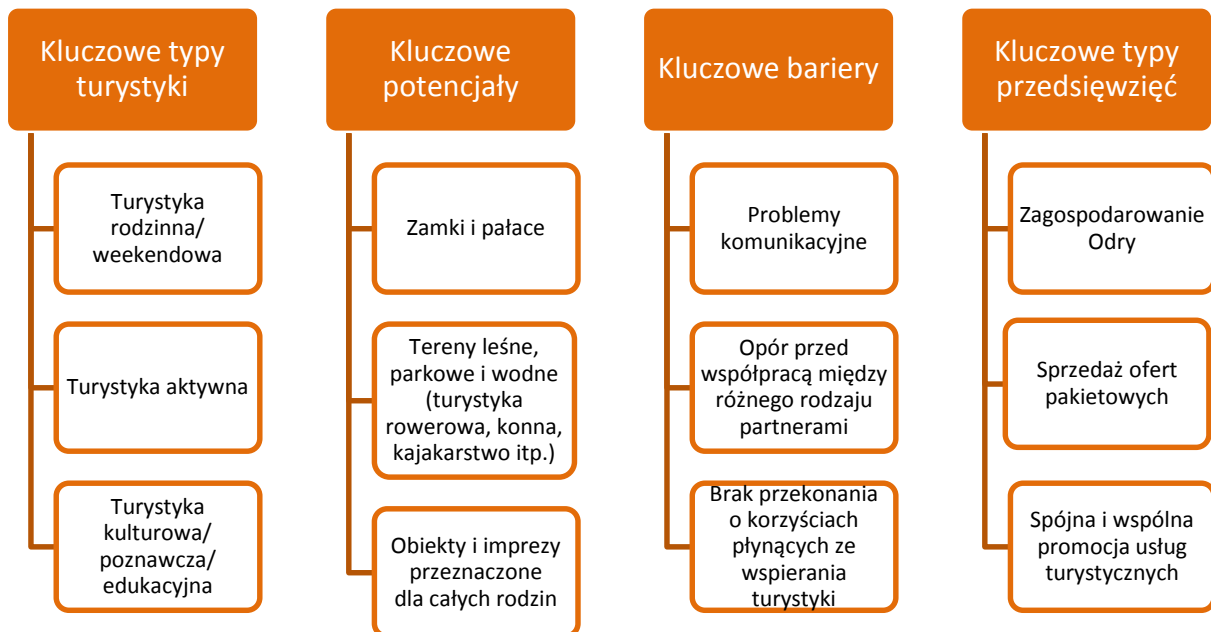 Kluczowe typy
turystyki
Turystyka
rodzinna/
weekendowa
Turystyka aktywna
Turystyka
kulturowa/
poznawcza/
edukacyjna
Kluczowe
potencjały
Zamki i pałace
Tereny leśne,
parkowe i wodne
(turystyka
rowerowa, konna,
kajakarstwo itp.)
Obiekty i imprezy
przeznaczone
dla całych rodzin
Kluczowe bariery
Problemy
komunikacyjne
Opór przed
współpracą między
różnego rodzaju
partnerami
Brak przekonania
o korzyściach
płynących ze
wspierania
turystyki
Kluczowe typy
przedsięwzięć
Zagospodarowanie
Odry
Sprzedaż ofert
pakietowych
Spójna i wspólna
promocja usług
turystycznych